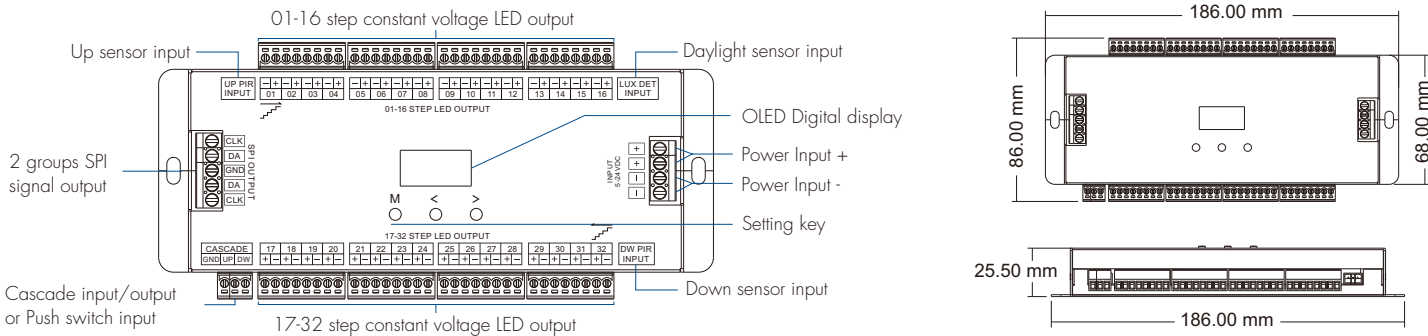 01-16 step constant voltage LED output
Up sensor input
Daylight sensor input
UP PIR
INPUT
- + - + - + - +
01 02 03 04
- + - + - + - +
05 06 07 08
- + - + - + - +
09 10 11 12
- + - + - + - +
13 14 15 16
LUX DET
INPUT
01-16 STEP LED OUTPUT
OLED Digital display
2 groups SPI
signal output
CLK
DA
GND
DA
CLK
SPI OUTPUT
INPUT
5-24VDC
+
+
-
-
Power Input +
Power Input -
M < >
Setting key
17-32 STEP LED OUTPUT
CASCADE
GND UP DW
17 18 19 20
+ - + - + - + -
21 22 23 24
+ - + - + - + -
25 26 27 28
+ - + - + - + -
29 30 31 32
+ - + - + - + -
DW PIR
INPUT
Cascade input/output
or Push switch input
Down sensor input
17-32 step constant voltage LED output
186.00 mm
86.00 mm
68.00 mm
25.50 mm
186.00 mm